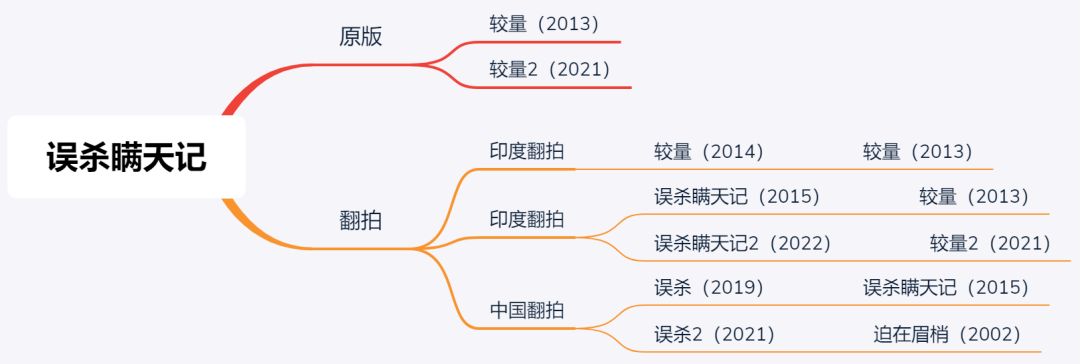 误杀瞒天记
原版
较量（2013）
较量2（2021）
翻拍
印度翻拍
较量（2014） 较量（2013）
印度翻拍
误杀瞒天记（2015） 较量（2013）
误杀瞒天记2（2022） 较量2（2021）
中国翻拍
误杀（2019） 误杀瞒天记（2015）
误杀2（2021） 迫在眉梢（2002）